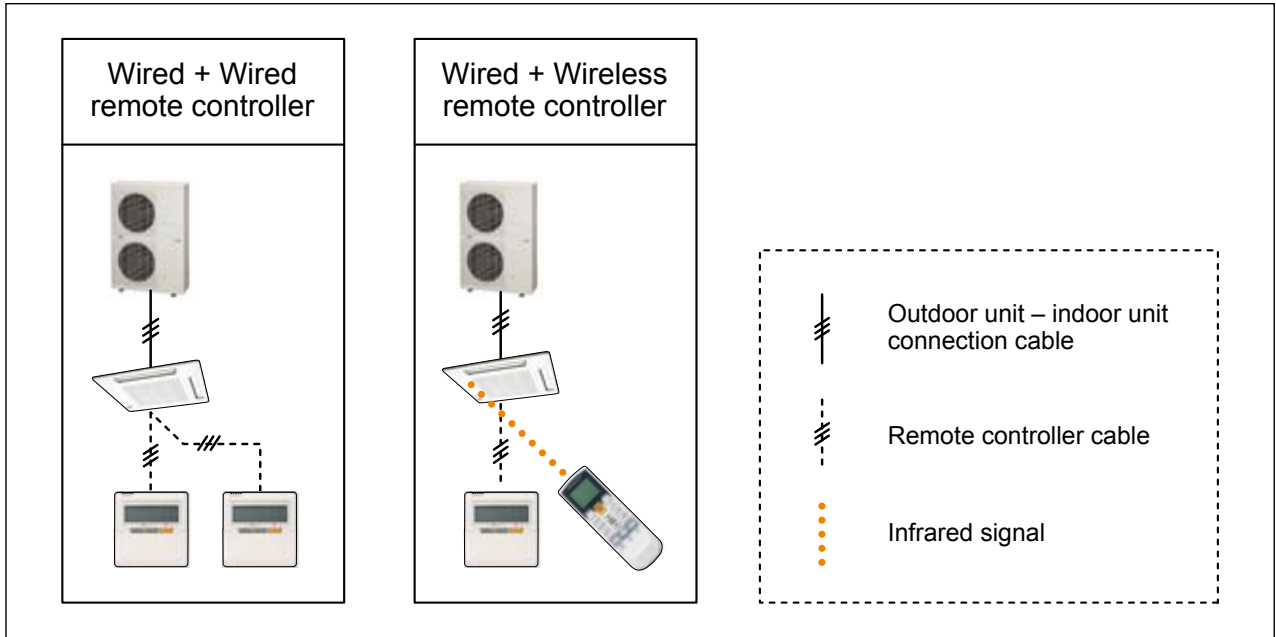 Wired + Wired
remote controller
Wired + Wireless
remote controller
Outdoor unit – indoor unit
connection cable
Remote controller cable
Infrared signal